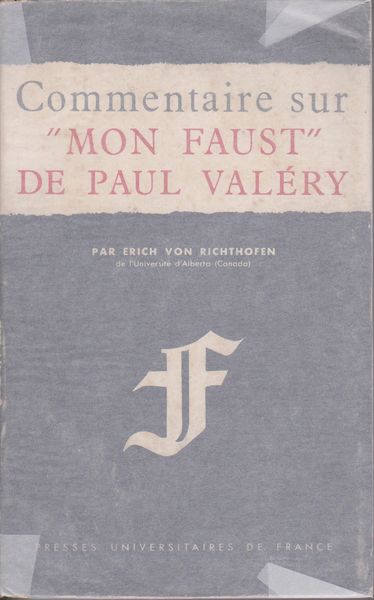 Commentaire sur
"MON FAUST"
DE PAUL VALÉRY
PAR ERICH VON RICHTHOFEN
de l'Université d'Alberta (Canada)
F
PRESSES UNIVERSITAIRES DE FRANCE